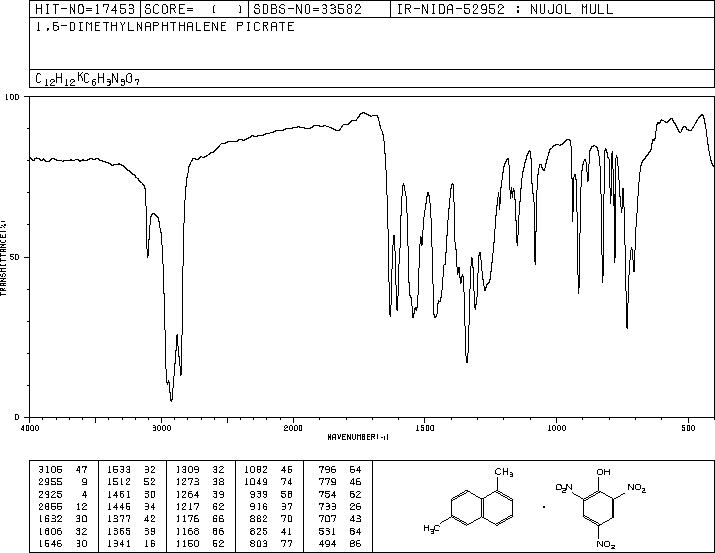 HIT-NO=17453 SCORE= ( ) SDBS-NO=33582 IR-NIDA-52952 : NUJOL MULL
1,6-DIMETHYLNAPHTHALENE PICRATE
C12H12KC6H3N3O7
100
50
0
TRANSMITTANCE(%)
4000 3000 2000 1500 1000 500
WAVENUMBER(-1)
3105 47 1533 32 1309 32 1082 46 796 64
2955 9 1512 52 1273 38 1049 74 779 46
2925 4 1461 30 1264 39 939 58 754 62
2855 12 1446 34 1217 62 916 37 733 26
1632 30 1377 42 1176 66 882 70 707 43
1606 32 1365 39 1168 66 825 41 531 84
1546 30 1341 16 1150 52 803 77 494 86
CH3
H3C
OH
O2N
NO2
NO2